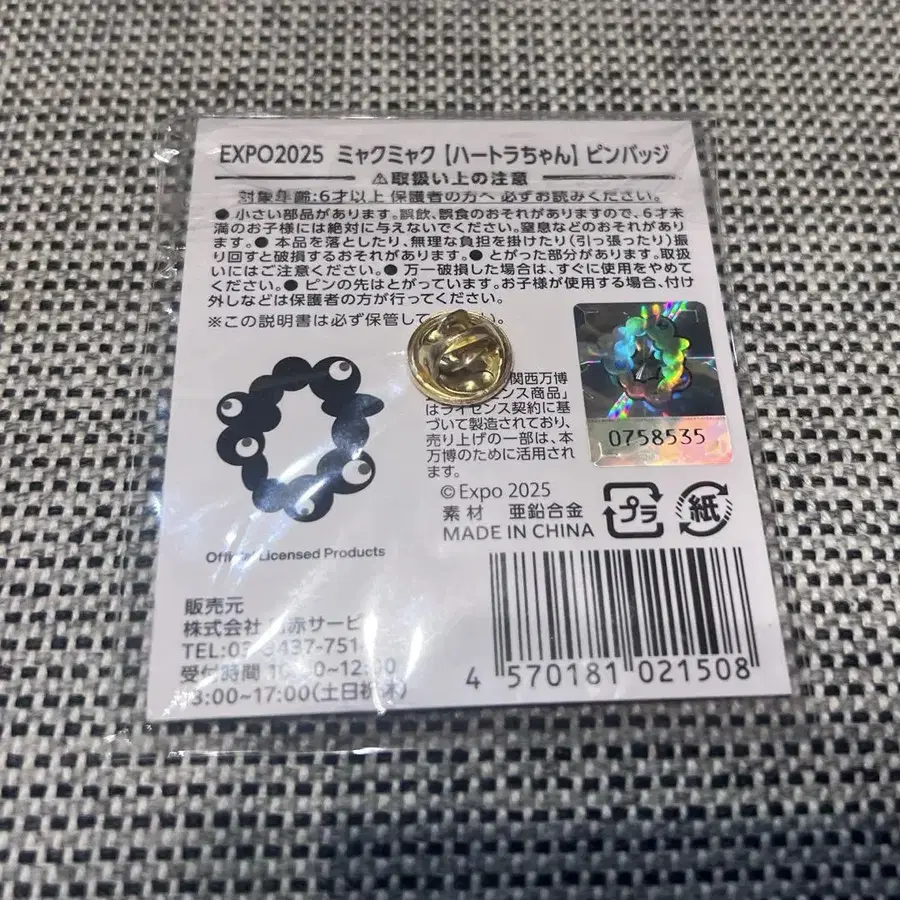 EXPO2025 ミャクミャク【ハートラちゃん】ピンバッジ
⚠取扱い上の注意
対象年齢:6才以上 保護者の方へ 必ずお読みください。
● 小さい部品があります。誤飲、誤食のおそれがありますので、6才未
満のお子様には絶対に与えないでください。窒息などのおそれがあり
ます。● 本品を落としたり、無理な負担を掛けたり(引っ張ったり)振
り回すと破損するおそれがあります。● とがった部分があります。取扱
いにはご注意ください。● 万一破損した場合は、すぐに使用をやめて
ください。● ピンの先はとがっています。お子様が使用する場合、付け
外しなどは保護者の方が行ってください。
※この説明書は必ず保管して
関西万博
ンス商品」
はライセンス契約に基
づいて製造されており、
売り上げの一部は、本
万博のために活用され
ます。
0758535
©Expo 2025
素材 亜鉛合金
MADE IN CHINA
プラ
紙
Official Licensed Products
販売元
株式会社 赤サービ
TEL:03-3437-751
受付時間 10:00~12:00
13:00~17:00(土日祝休)
4 570181 021508